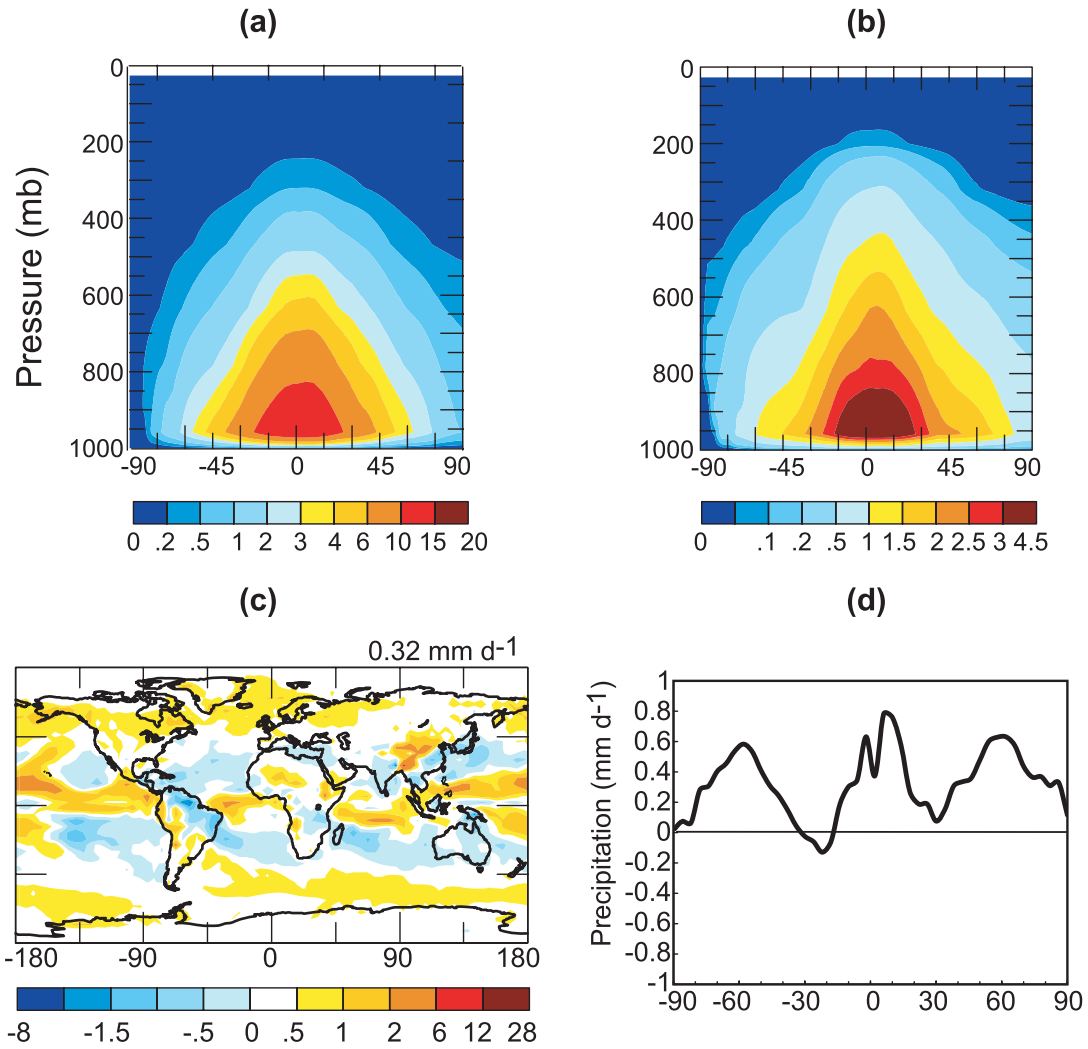 (a)
(b)
0
200
400
600
800
1000
Pressure (mb)
-90 -45 0 45 90
0 .2 .5 1 2 3 4 6 10 15 20
0
200
400
600
800
1000
-90 -45 0 45 90
0 .1 .2 .5 1 1.5 2 2.5 3 4.5
(c)
(d)
0.32 mm d-1
-180 -90 0 90 180
-8 -1.5 -.5 0 .5 1 2 6 12 28
Precipitation (mm d-1)
1
0.8
0.6
0.4
0.2
0
-0.2
-0.4
-0.6
-0.8
-1
-90 -60 -30 0 30 60 90